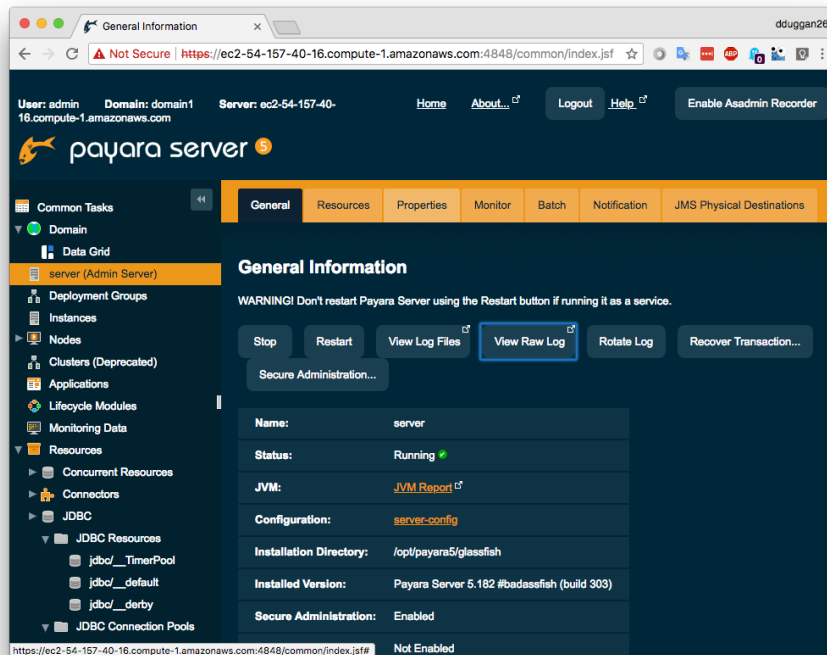 General Information
dduggan26
Not Secure https://ec2-54-157-40-16.compute-1.amazonaws.com:4848/common/index.jsf
ABP
0
User: admin Domain: domain1 Server: ec2-54-157-40-
16.compute-1.amazonaws.com
Home About... Logout Help Enable Asadmin Recorder
payara server 5
Common Tasks
Domain
Data Grid
server (Admin Server)
Deployment Groups
Instances
Nodes
Clusters (Deprecated)
Applications
Lifecycle Modules
Monitoring Data
Resources
Concurrent Resources
Connectors
JDBC
JDBC Resources
jdbc/__TimerPool
jdbc/__default
jdbc/__derby
JDBC Connection Pools
General Resources Properties Monitor Batch Notification JMS Physical Destinations
General Information
WARNING! Don't restart Payara Server using the Restart button if running it as a service.
Stop Restart View Log Files View Raw Log Rotate Log Recover Transaction...
Secure Administration...
Name: server
Status: Running
JVM: JVM Report
Configuration: server-config
Installation Directory: /opt/payara5/glassfish
Installed Version: Payara Server 5.182 #badassfish (build 303)
Secure Administration: Enabled
Not Enabled
https://ec2-54-157-40-16.compute-1.amazonaws.com:4848/common/index.jsf#